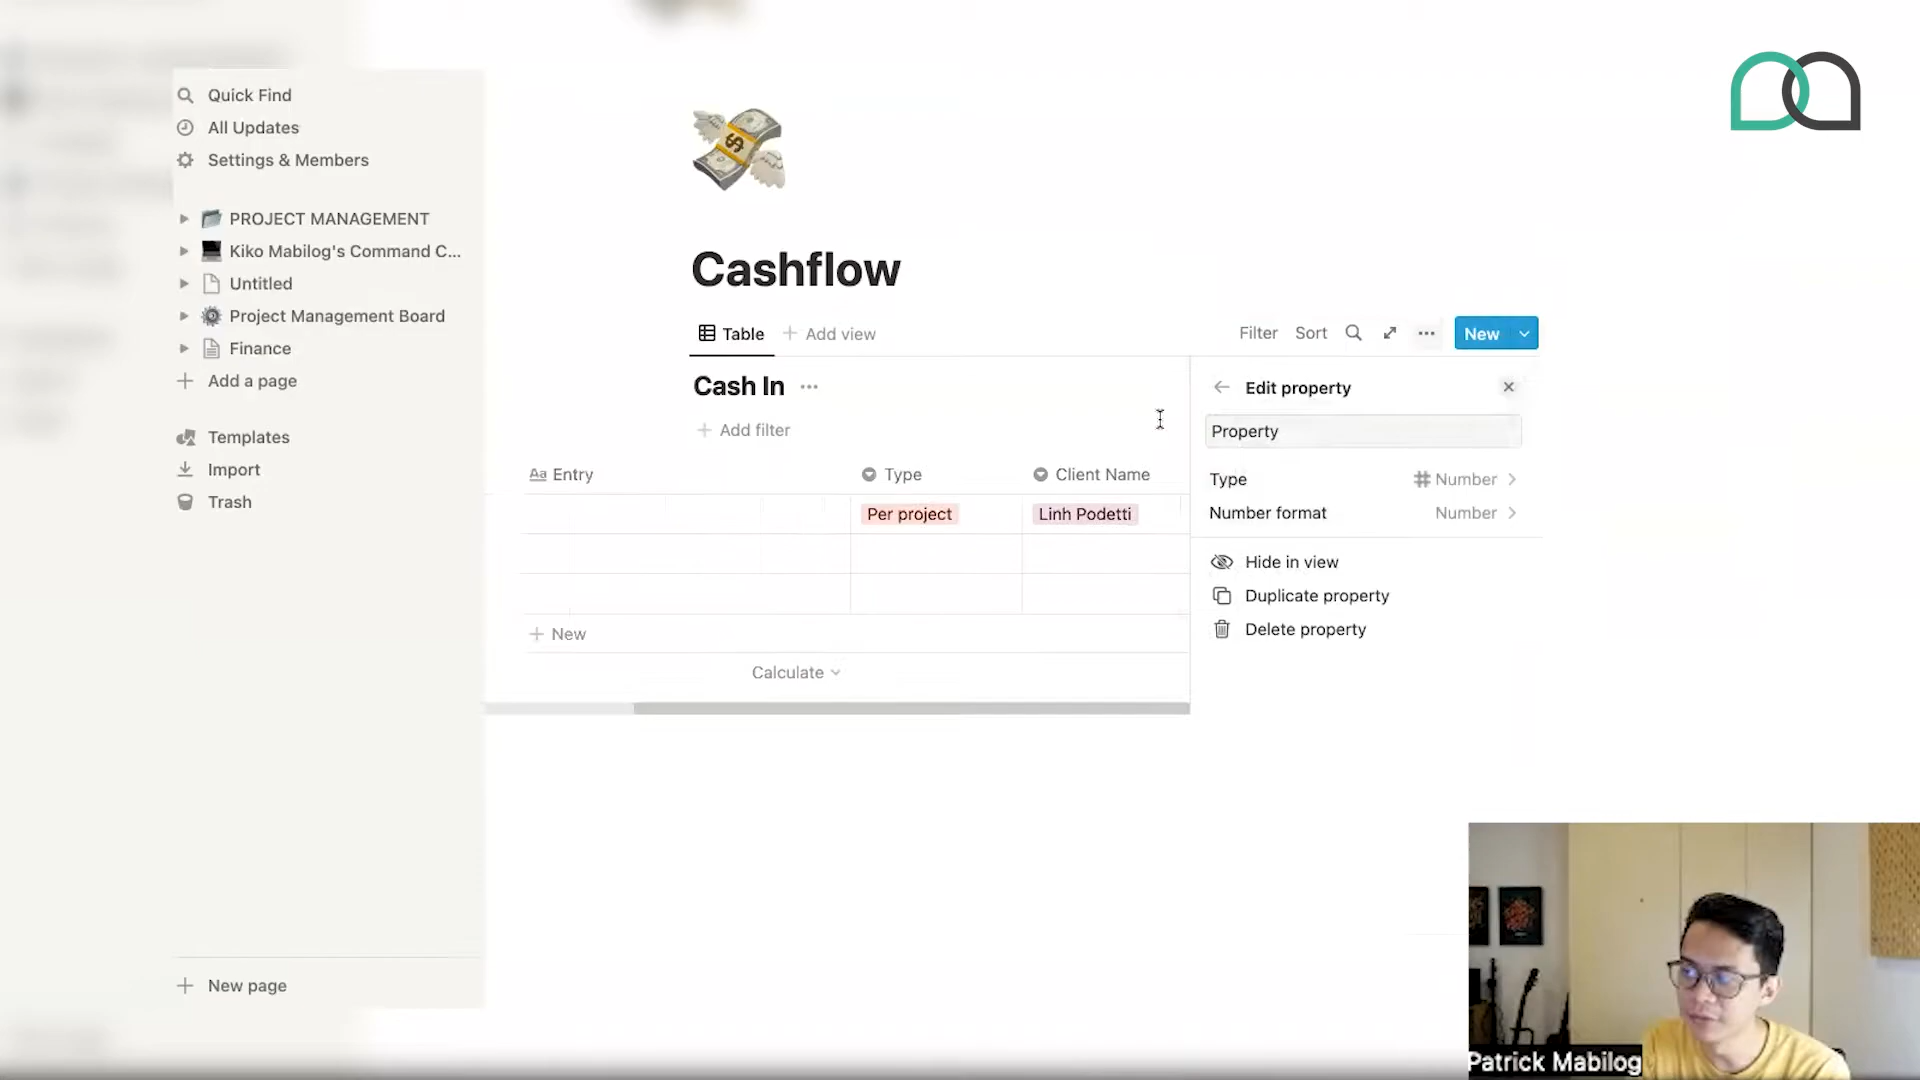 Quick Find
All Updates
Settings & Members
PROJECT MANAGEMENT
Kiko Mabilog's Command C...
Untitled
Project Management Board
Finance
Add a page
Templates
Import
Trash
New page
Cashflow
Table
Add view
Filter
Sort
New
Cash In
Add filter
Aa Entry
Type
Client Name
Per project
Linh Podetti
New
Calculate
Edit property
Property
Type
Number
Number format
Number
Hide in view
Duplicate property
Delete property
Patrick Mabilog